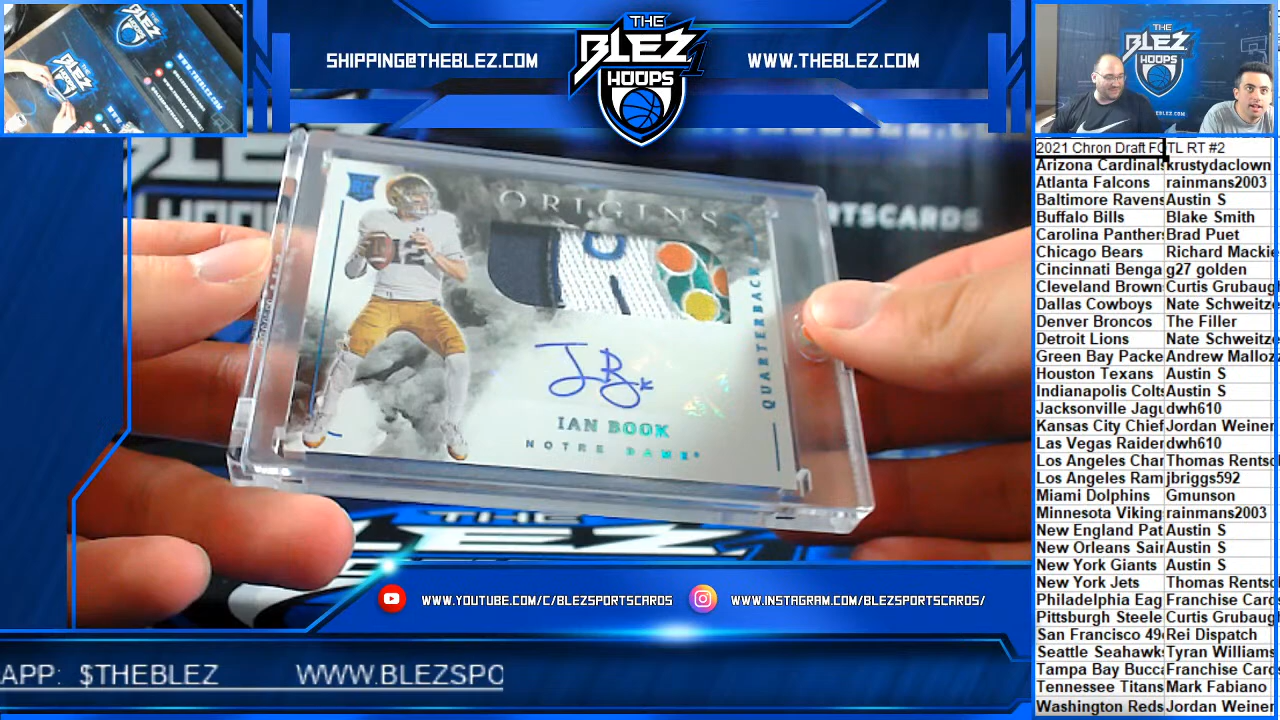 SHIPPING@THEBLEZ.COM
THE
BLEZ
HOOPS
WWW.THEBLEZ.COM
THE
BLEZ
RC
ORIGINS
12
QUARTERBACK
IAN BOOK
NOTRE DAME
SPORTSCARDS
THE
BLEZ
WWW.YOUTUBE.COM/C/BLEZSPORTSCARDS
WWW.INSTAGRAM.COM/BLEZSPORTSCARDS/
APP: $THEBLEZ WWW.BLEZSPO
2021 Chron Draft FOTL RT #2
Arizona Cardinals krustydaclown
Atlanta Falcons rainmans2003
Baltimore Ravens Austin S
Buffalo Bills Blake Smith
Carolina Panthers Brad Puet
Chicago Bears Richard Mackie
Cincinnati Benga g27 golden
Cleveland Brown Curtis Grubaug
Dallas Cowboys Nate Schweitze
Denver Broncos The Filler
Detroit Lions Nate Schweitze
Green Bay Packe Andrew Malloz
Houston Texans Austin S
Indianapolis Colts Austin S
Jacksonville Jagu dwh610
Kansas City Chief Jordan Weiner
Las Vegas Raider dwh610
Los Angeles Char Thomas Rentsc
Los Angeles Ram jbriggs592
Miami Dolphins Gmunson
Minnesota Viking rainmans2003
New England Pat Austin S
New Orleans Sain Austin S
New York Giants Austin S
New York Jets Thomas Rentsc
Philadelphia Eag Franchise Card
Pittsburgh Steele Curtis Grubaug
San Francisco 49 Rei Dispatch
Seattle Seahawk Tyran Williams
Tampa Bay Bucca Franchise Card
Tennessee Titans Mark Fabiano
Washington Reds Jordan Weiner